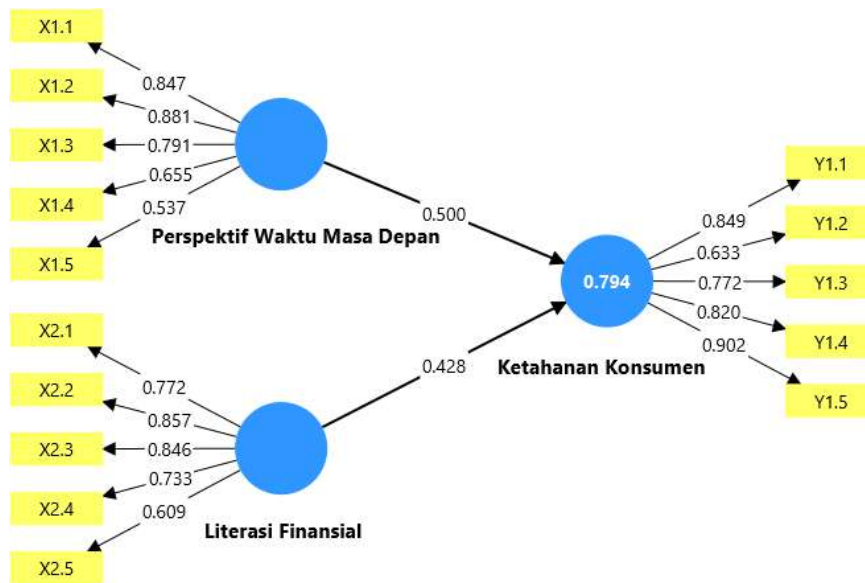 X1.1
X1.2
X1.3
X1.4
X1.5
0.847
0.881
0.791
0.655
0.537
Perspektif Waktu Masa Depan
X2.1
X2.2
X2.3
X2.4
X2.5
0.772
0.857
0.846
0.733
0.609
Literasi Finansial
0.500
0.428
0.794
Ketahanan Konsumen
0.849
0.633
0.772
0.820
0.902
Y1.1
Y1.2
Y1.3
Y1.4
Y1.5